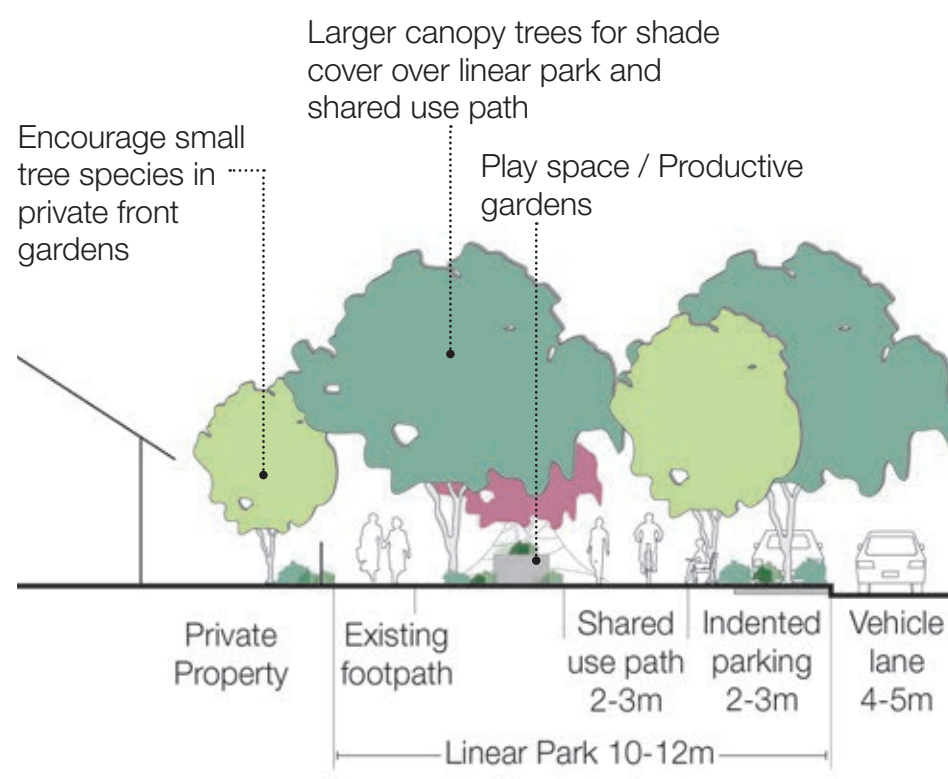 Larger canopy trees for shade
cover over linear park and
shared use path
Encourage small
tree species in
private front
gardens
Play space / Productive
gardens
Private
Property
Existing
footpath
Shared
use path
2-3m
Indented
parking
2-3m
Vehicle
lane
4-5m
Linear Park 10-12m